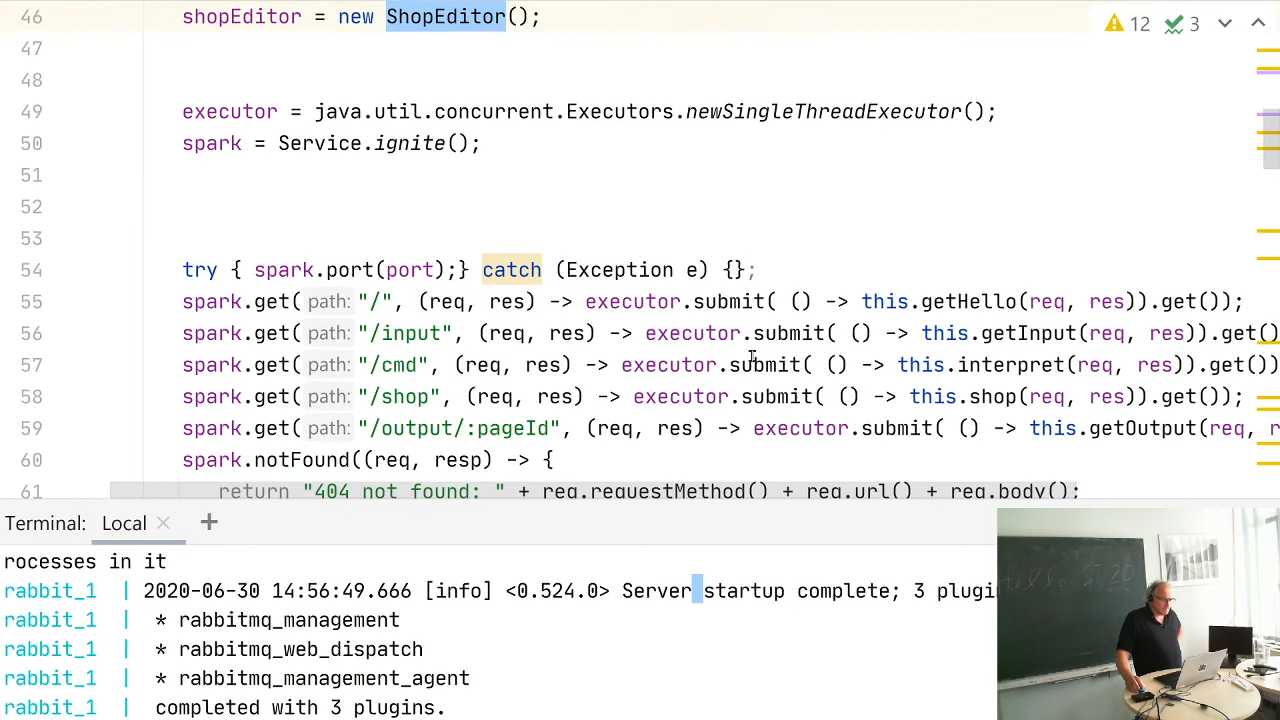 46 shopEditor = new ShopEditor();
12 3
47
48
49 executor = java.util.concurrent.Executors.newSingleThreadExecutor();
50 spark = Service.ignite();
51
52
53
54 try { spark.port(port);} catch (Exception e) {};
55 spark.get( path: "/", (req, res) -> executor.submit( () -> this.getHello(req, res)).get());
56 spark.get( path: "/input", (req, res) -> executor.submit( () -> this.getInput(req, res)).get()
57 spark.get( path: "/cmd", (req, res) -> executor.submit( () -> this.interpret(req, res)).get())
58 spark.get( path: "/shop", (req, res) -> executor.submit( () -> this.shop(req, res)).get());
59 spark.get( path: "/output/:pageId", (req, res) -> executor.submit( () -> this.getOutput(req, r
60 spark.notFound((req, resp) -> {
61 return "404 not found: " + req.requestMethod() + req.url() + req.body();
Terminal: Local × +
rocesses in it
rabbit_1 | 2020-06-30 14:56:49.666 [info] <0.524.0> Server startup complete; 3 plugin
rabbit_1 | * rabbitmq_management
rabbit_1 | * rabbitmq_web_dispatch
rabbit_1 | * rabbitmq_management_agent
rabbit_1 | completed with 3 plugins.